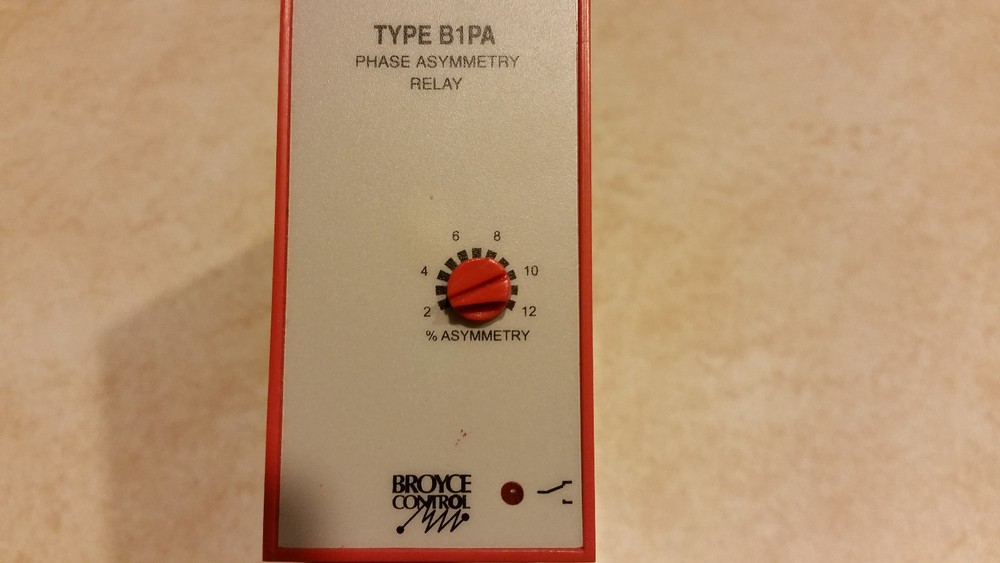 TYPE B1PA
PHASE ASYMMETRY
RELAY
6 8
4 10
2 12
% ASYMMETRY
BROYCE
CONTROL